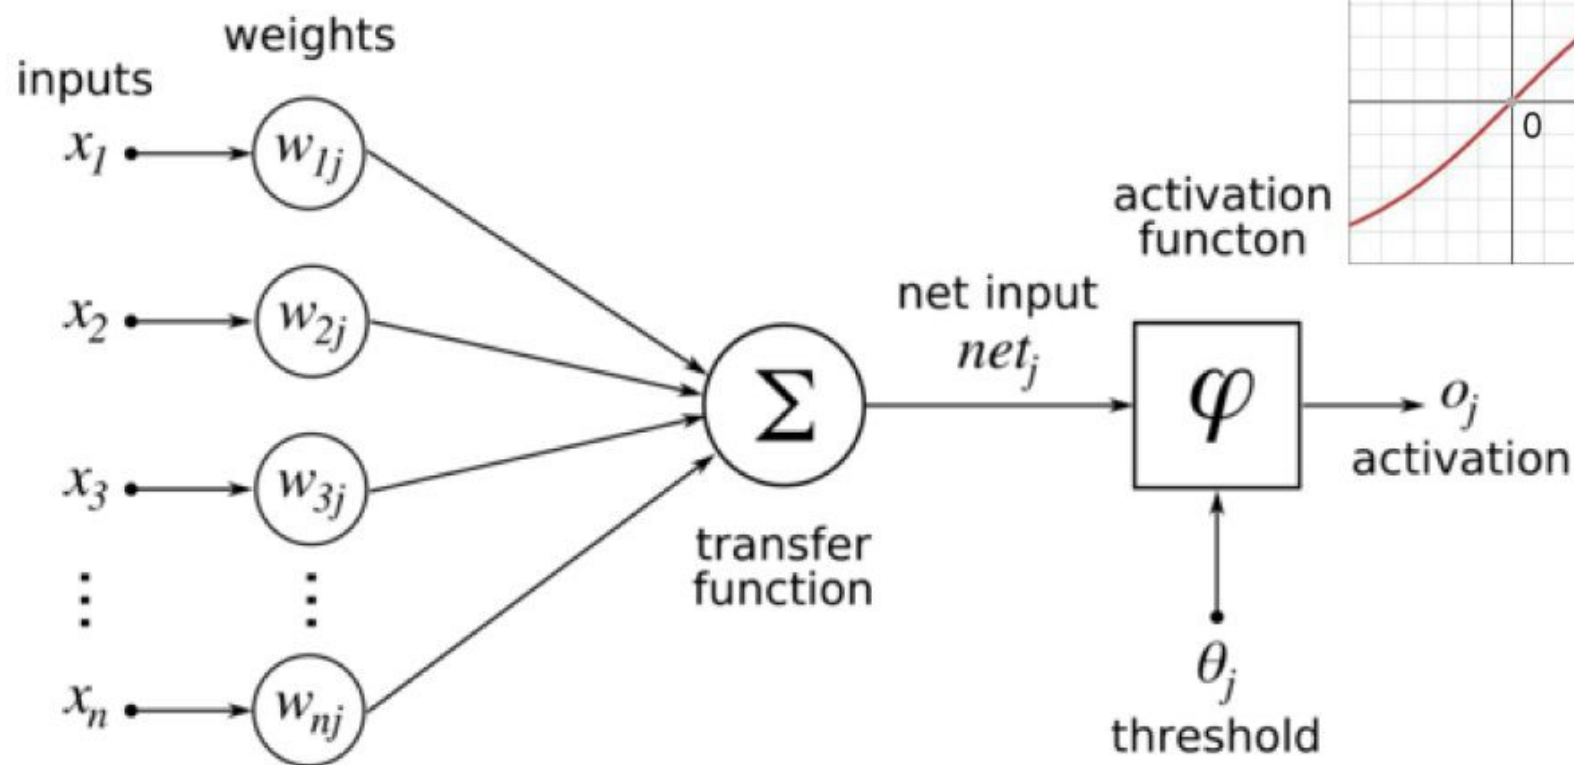 weights
inputs
x1
w1j
0
activation
functon
x2
w2j
net input
netj
Σ
φ
oj
activation
x3
w3j
transfer
function
θj
threshold
⋮
⋮
xn
wnj